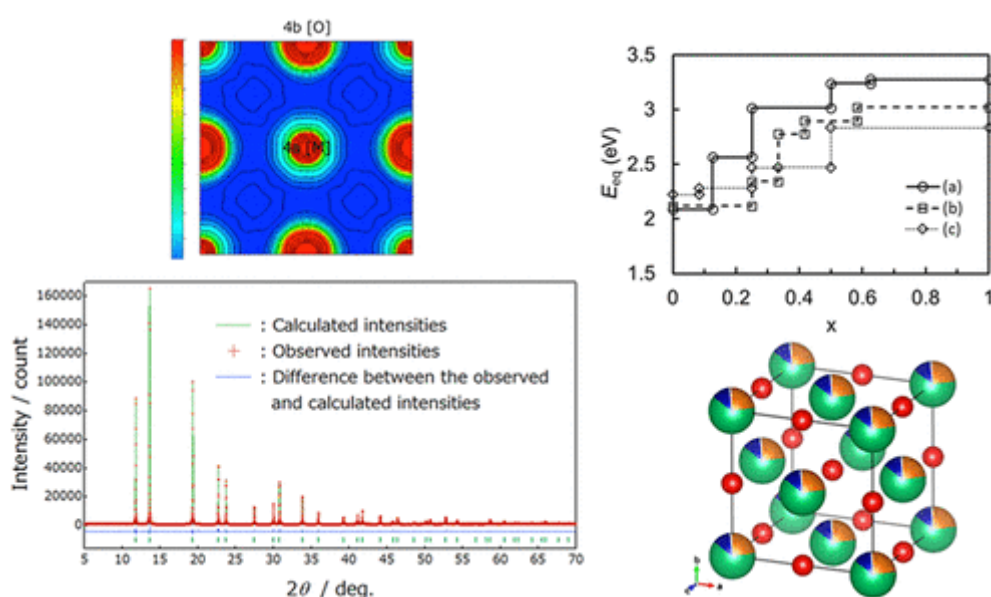 4b [O]
4a [M]
160000
140000
120000
100000
80000
60000
40000
20000
0
Intensity / count
: Calculated intensities
: Observed intensities
: Difference between the observed
and calculated intensities
5 10 15 20 25 30 35 40 45 50 55 60 65 70
2θ / deg.
3.5
3
2.5
2
1.5
E_eq (eV)
(a)
(b)
(c)
0 0.2 0.4 0.6 0.8 1
x
b
c
a